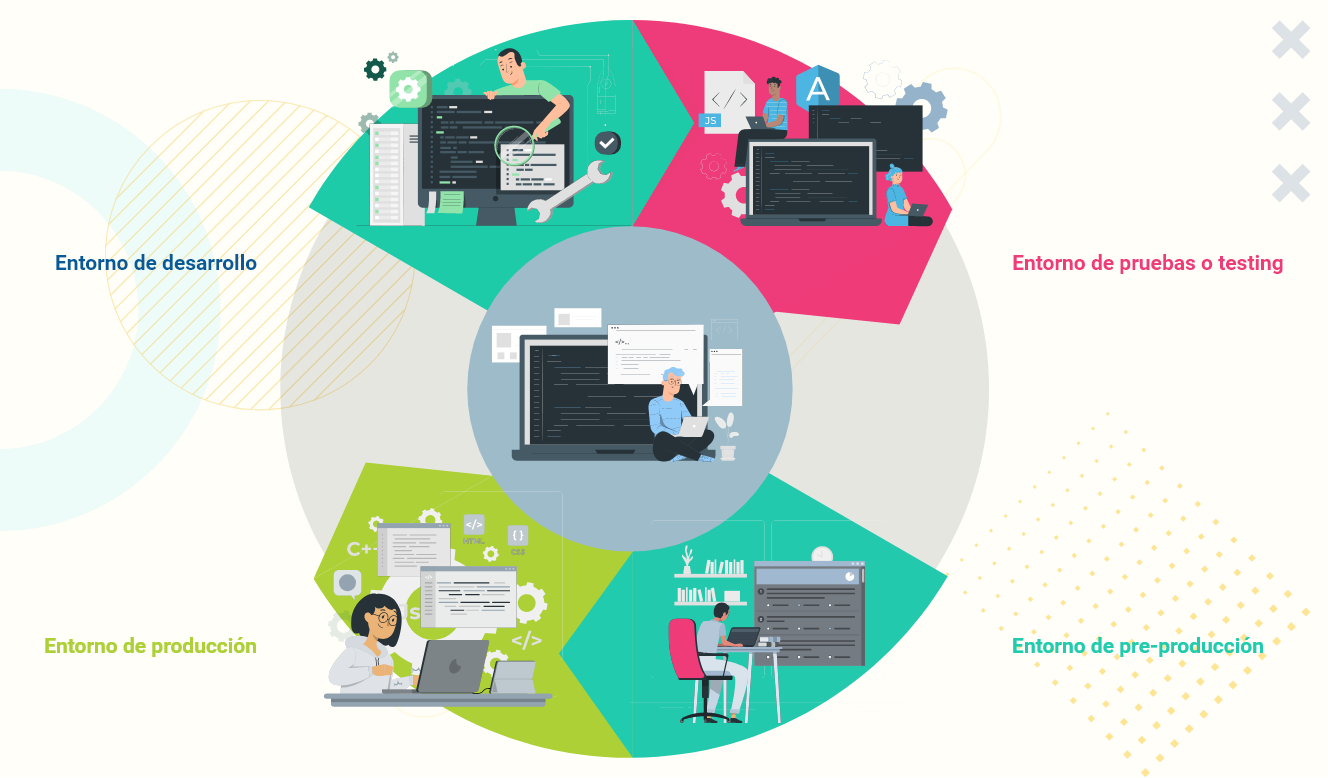 </>
JS
A
Entorno de desarrollo
Entorno de pruebas o testing
</>...
</>
{ }
HTML
CSS
C++
</>
Entorno de producción
Entorno de pre-producción